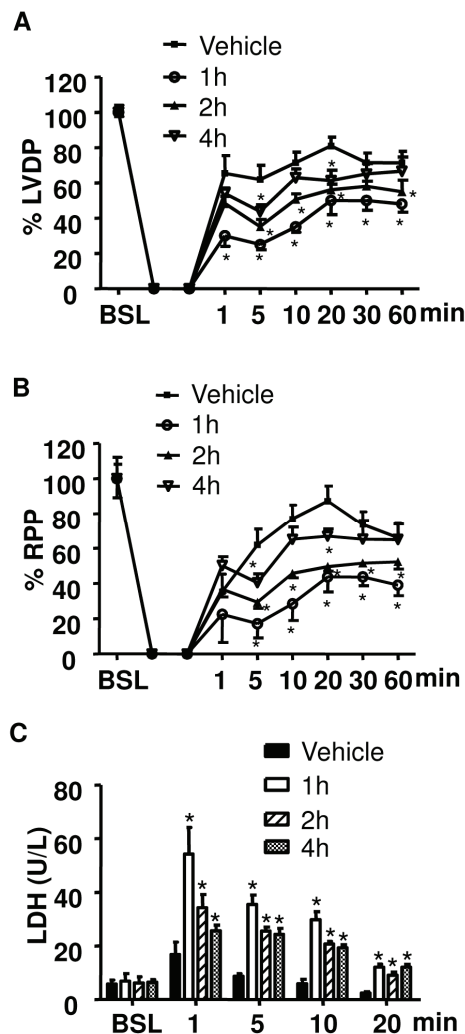 A
Vehicle
1h
2h
4h
% LVDP
120
100
80
60
40
20
0
BSL 1 5 10 20 30 60 min
* * * * * * * * * * * *
B
Vehicle
1h
2h
4h
% RPP
120
100
80
60
40
20
0
BSL 1 5 10 20 30 60 min
* * * * * * * * * * *
C
Vehicle
1h
2h
4h
LDH (U/L)
80
60
40
20
0
* * * * * * * * * * * *
BSL 1 5 10 20 min